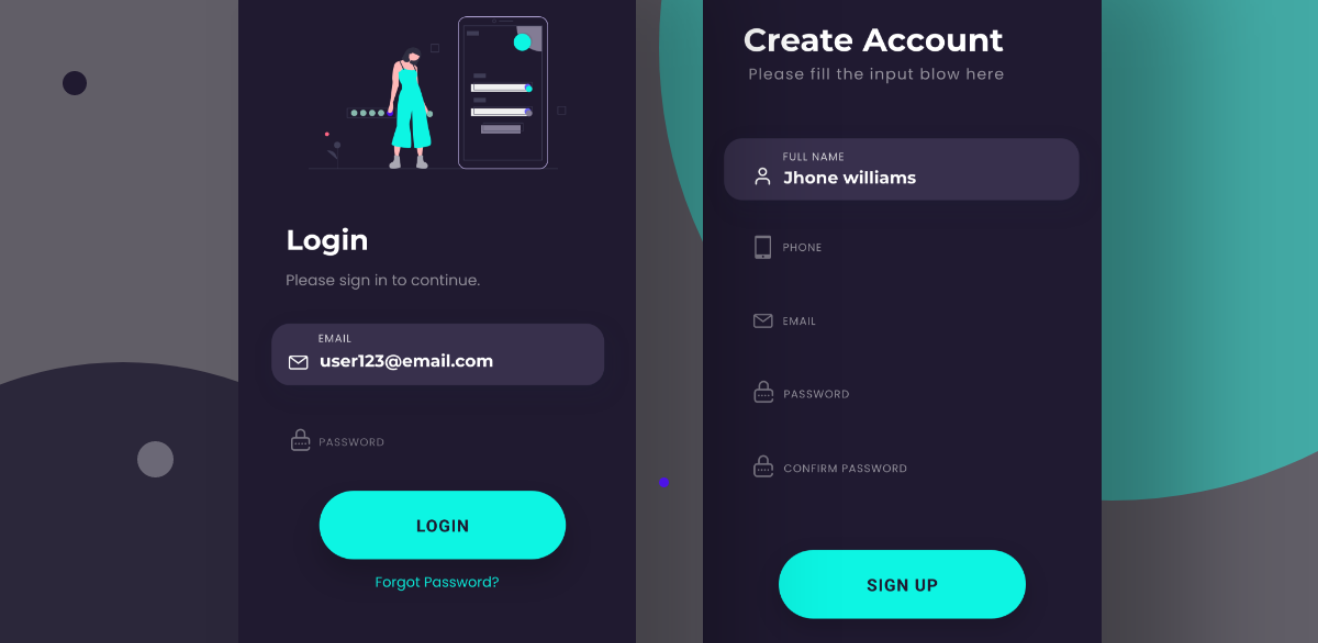 Login
Please sign in to continue.
EMAIL
user123@email.com
PASSWORD
LOGIN
Forgot Password?
Create Account
Please fill the input blow here
FULL NAME
Jhone williams
PHONE
EMAIL
PASSWORD
CONFIRM PASSWORD
SIGN UP